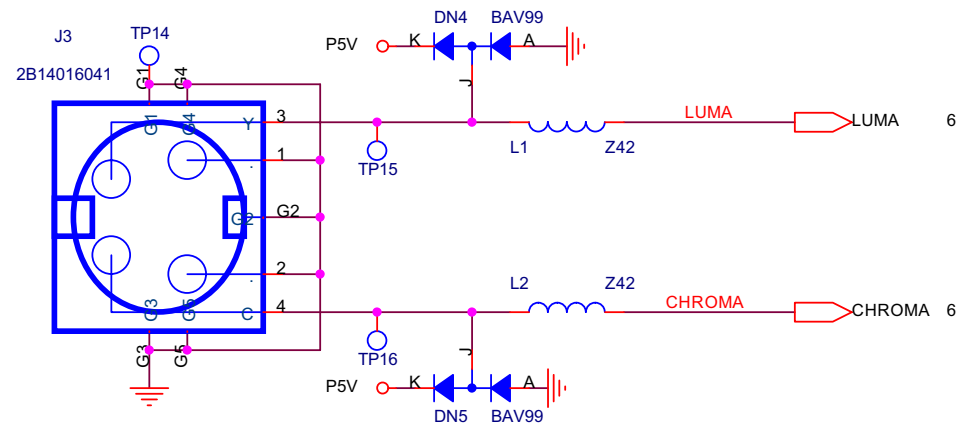 DN4 BAV99
J3 TP14
P5V K A
2B14016041
G1 G4
J
G1 G4 Y 3 LUMA LUMA 6
. 1 TP15 L1 Z42
G2 G2
. 2
L2 Z42
G3 G5 C 4 CHROMA CHROMA 6
G3 G5 TP16 J
P5V K A
DN5 BAV99